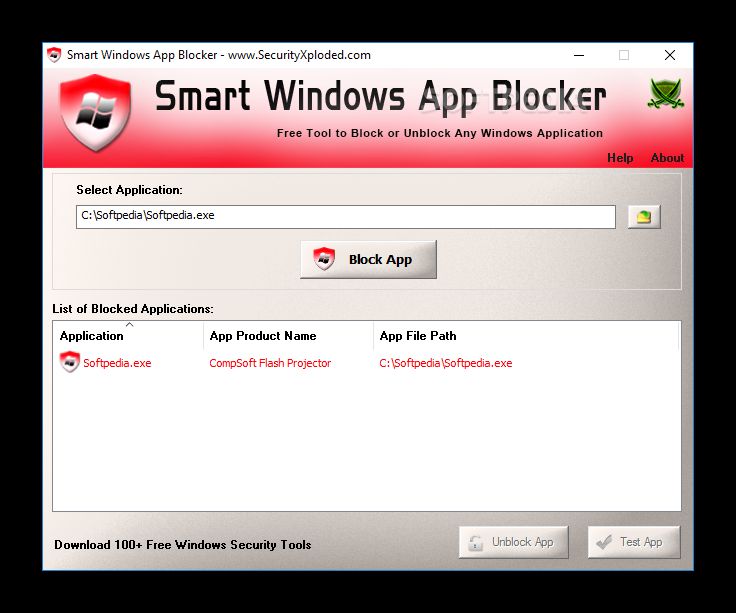 Smart Windows App Blocker - www.SecurityXploded.com
Smart Windows App Blocker
Free Tool to Block or Unblock Any Windows Application
Help About
Select Application:
C:\Softpedia\Softpedia.exe
Block App
List of Blocked Applications:
Application App Product Name App File Path
Softpedia.exe CompSoft Flash Projector C:\Softpedia\Softpedia.exe
Download 100+ Free Windows Security Tools
Unblock App Test App